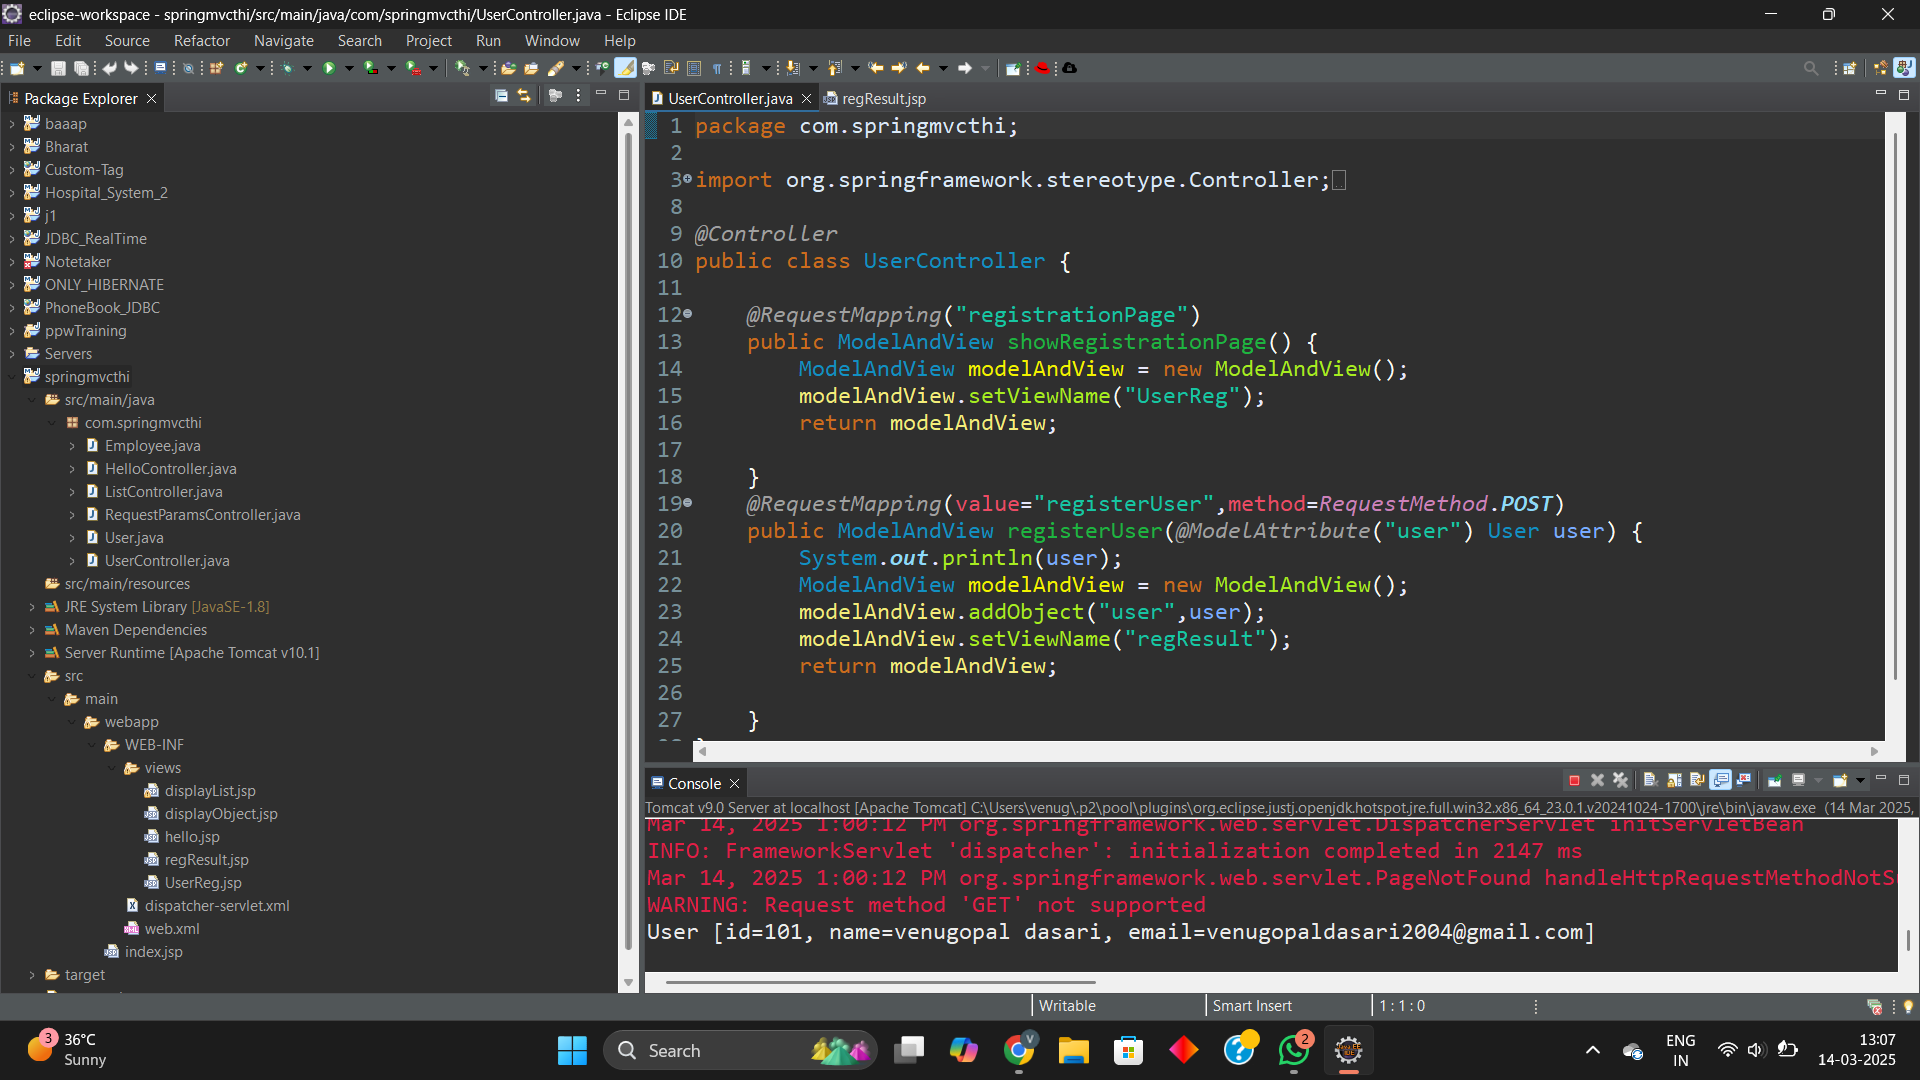 eclipse-workspace - springmvcthi/src/main/java/com/springmvcthi/UserController.java - Eclipse IDE
File Edit Source Refactor Navigate Search Project Run Window Help
Package Explorer
baaap
Bharat
Custom-Tag
Hospital_System_2
j1
JDBC_RealTime
Notetaker
ONLY_HIBERNATE
PhoneBook_JDBC
ppwTraining
Servers
springmvcthi
src/main/java
com.springmvcthi
Employee.java
HelloController.java
ListController.java
RequestParamsController.java
User.java
UserController.java
src/main/resources
JRE System Library [JavaSE-1.8]
Maven Dependencies
Server Runtime [Apache Tomcat v10.1]
src
main
webapp
WEB-INF
views
displayList.jsp
displayObject.jsp
hello.jsp
regResult.jsp
UserReg.jsp
dispatcher-servlet.xml
web.xml
index.jsp
target
UserController.java regResult.jsp
1 package com.springmvcthi;
2
3 import org.springframework.stereotype.Controller;
8
9 @Controller
10 public class UserController {
11
12 @RequestMapping("registrationPage")
13 public ModelAndView showRegistrationPage() {
14 ModelAndView modelAndView = new ModelAndView();
15 modelAndView.setViewName("UserReg");
16 return modelAndView;
17
18 }
19 @RequestMapping(value="registerUser",method=RequestMethod.POST)
20 public ModelAndView registerUser(@ModelAttribute("user") User user) {
21 System.out.println(user);
22 ModelAndView modelAndView = new ModelAndView();
23 modelAndView.addObject("user",user);
24 modelAndView.setViewName("regResult");
25 return modelAndView;
26
27 }
Console
Tomcat v9.0 Server at localhost [Apache Tomcat] C:\Users\venug\.p2\pool\plugins\org.eclipse.justj.openjdk.hotspot.jre.full.win32.x86_64_23.0.1.v20241024-1700\jre\bin\javaw.exe (14 Mar 2025,
Mar 14, 2025 1:00:12 PM org.springframework.web.servlet.DispatcherServlet initServletBean
INFO: FrameworkServlet 'dispatcher': initialization completed in 2147 ms
Mar 14, 2025 1:00:12 PM org.springframework.web.servlet.PageNotFound handleHttpRequestMethodNotS
WARNING: Request method 'GET' not supported
User [id=101, name=venugopal dasari, email=venugopaldasari2004@gmail.com]
Writable Smart Insert 1 : 1 : 0
3
36°C
Sunny
Search
V
2
ENG
IN
13:07
14-03-2025